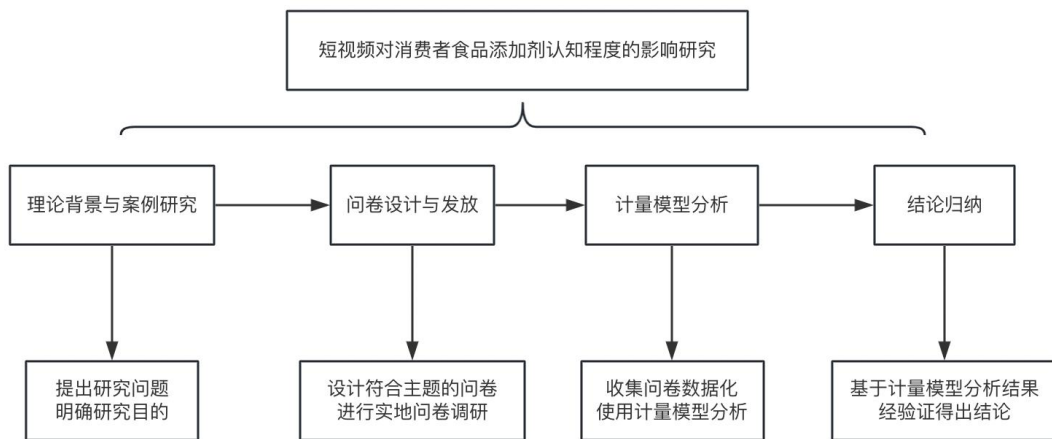 短视频对消费者食品添加剂认知程度的影响研究
理论背景与案例研究
问卷设计与发放
计量模型分析
结论归纳
提出研究问题
明确研究目的
设计符合主题的问卷
进行实地问卷调研
收集问卷数据化
使用计量模型分析
基于计量模型分析结果
经验证得出结论